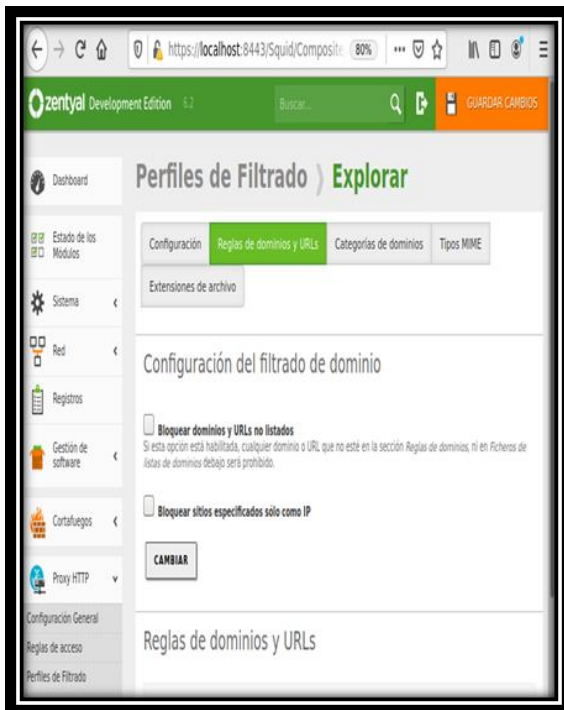 https://localhost:8443/Squid/Composite 80%
zentyal Development Edition 6.2 Buscar... GUARDAR CAMBIOS
Dashboard
Estado de los
Módulos
Sistema
Red
Registros
Gestión de
software
Cortafuegos
Proxy HTTP
Configuración General
Reglas de acceso
Perfiles de Filtrado
Perfiles de Filtrado Explorar
Configuración Reglas de dominios y URLs Categorías de dominios Tipos MIME
Extensiones de archivo
Configuración del filtrado de dominio
Bloquear dominios y URLs no listados
Si esta opción está habilitada, cualquier dominio o URL que no esté en la sección Reglas de dominios, ni en Ficheros de
listas de dominios debajo será prohibido.
Bloquear sitios especificados sólo como IP
CAMBIAR
Reglas de dominios y URLs